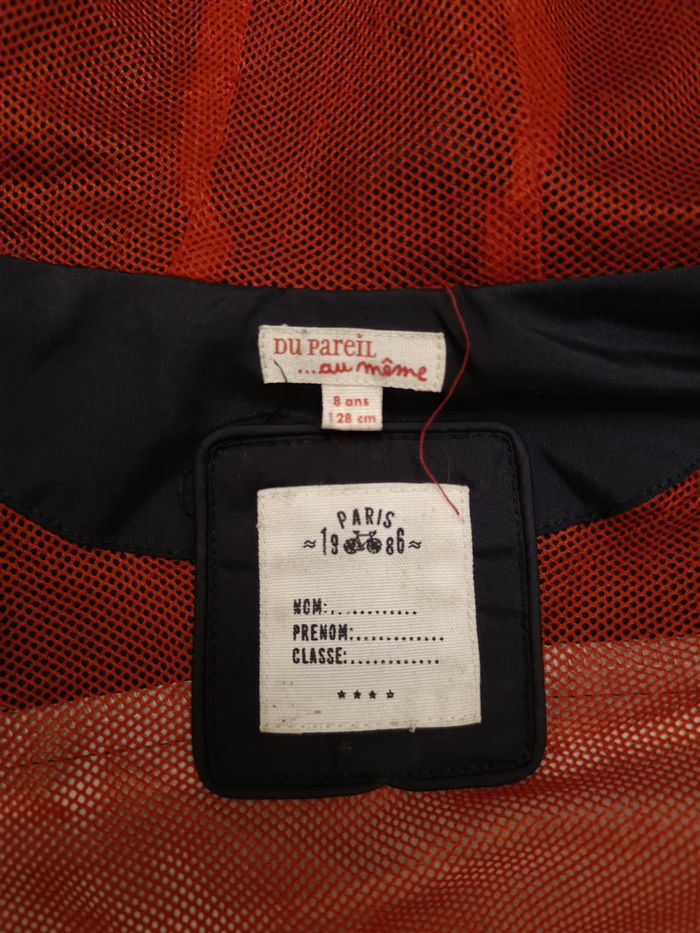 DU PAREIL
...au même
8 ans
128 cm
PARIS
≈19 86≈
NOM:.............
PRENOM:.............
CLASSE:.............